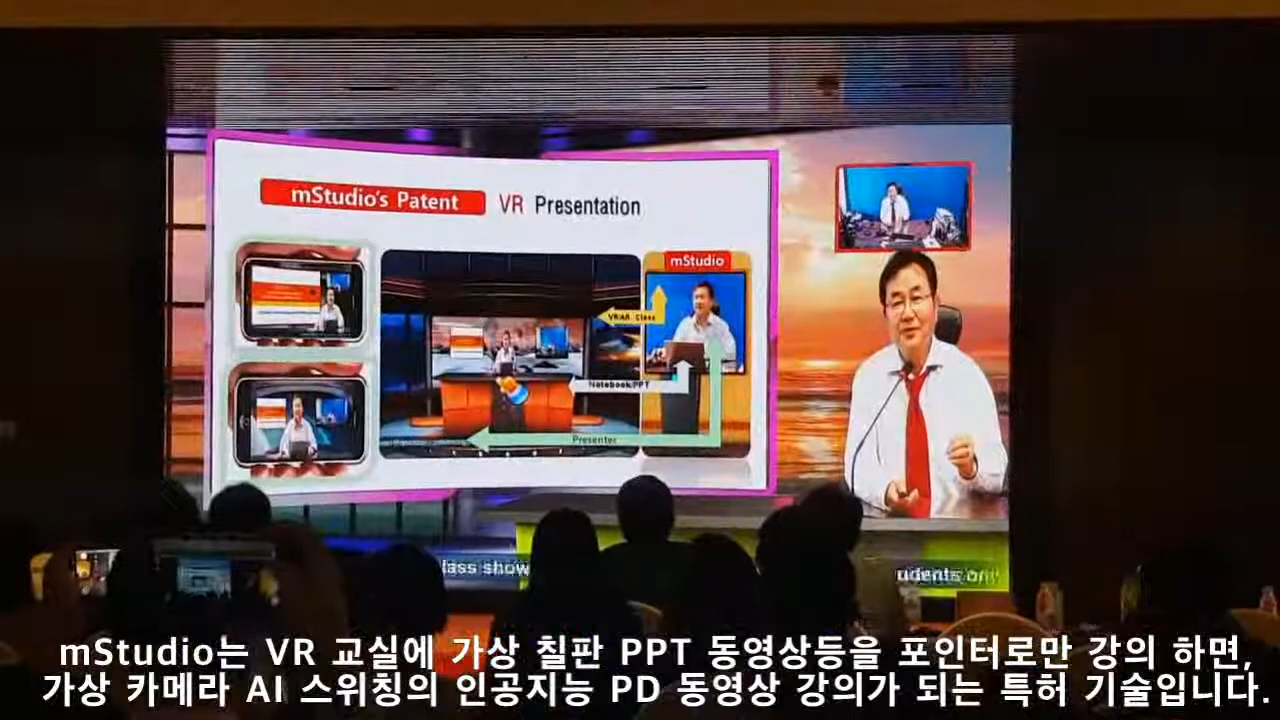 mStudio's Patent VR Presentation
mStudio
VR/AR Class
Notebook/PPT
Presenter
lass show
udents on
mStudio는 VR 교실에 가상 칠판 PPT 동영상등을 포인터로만 강의 하면,
가상 카메라 AI 스위칭의 인공지능 PD 동영상 강의가 되는 특허 기술입니다.